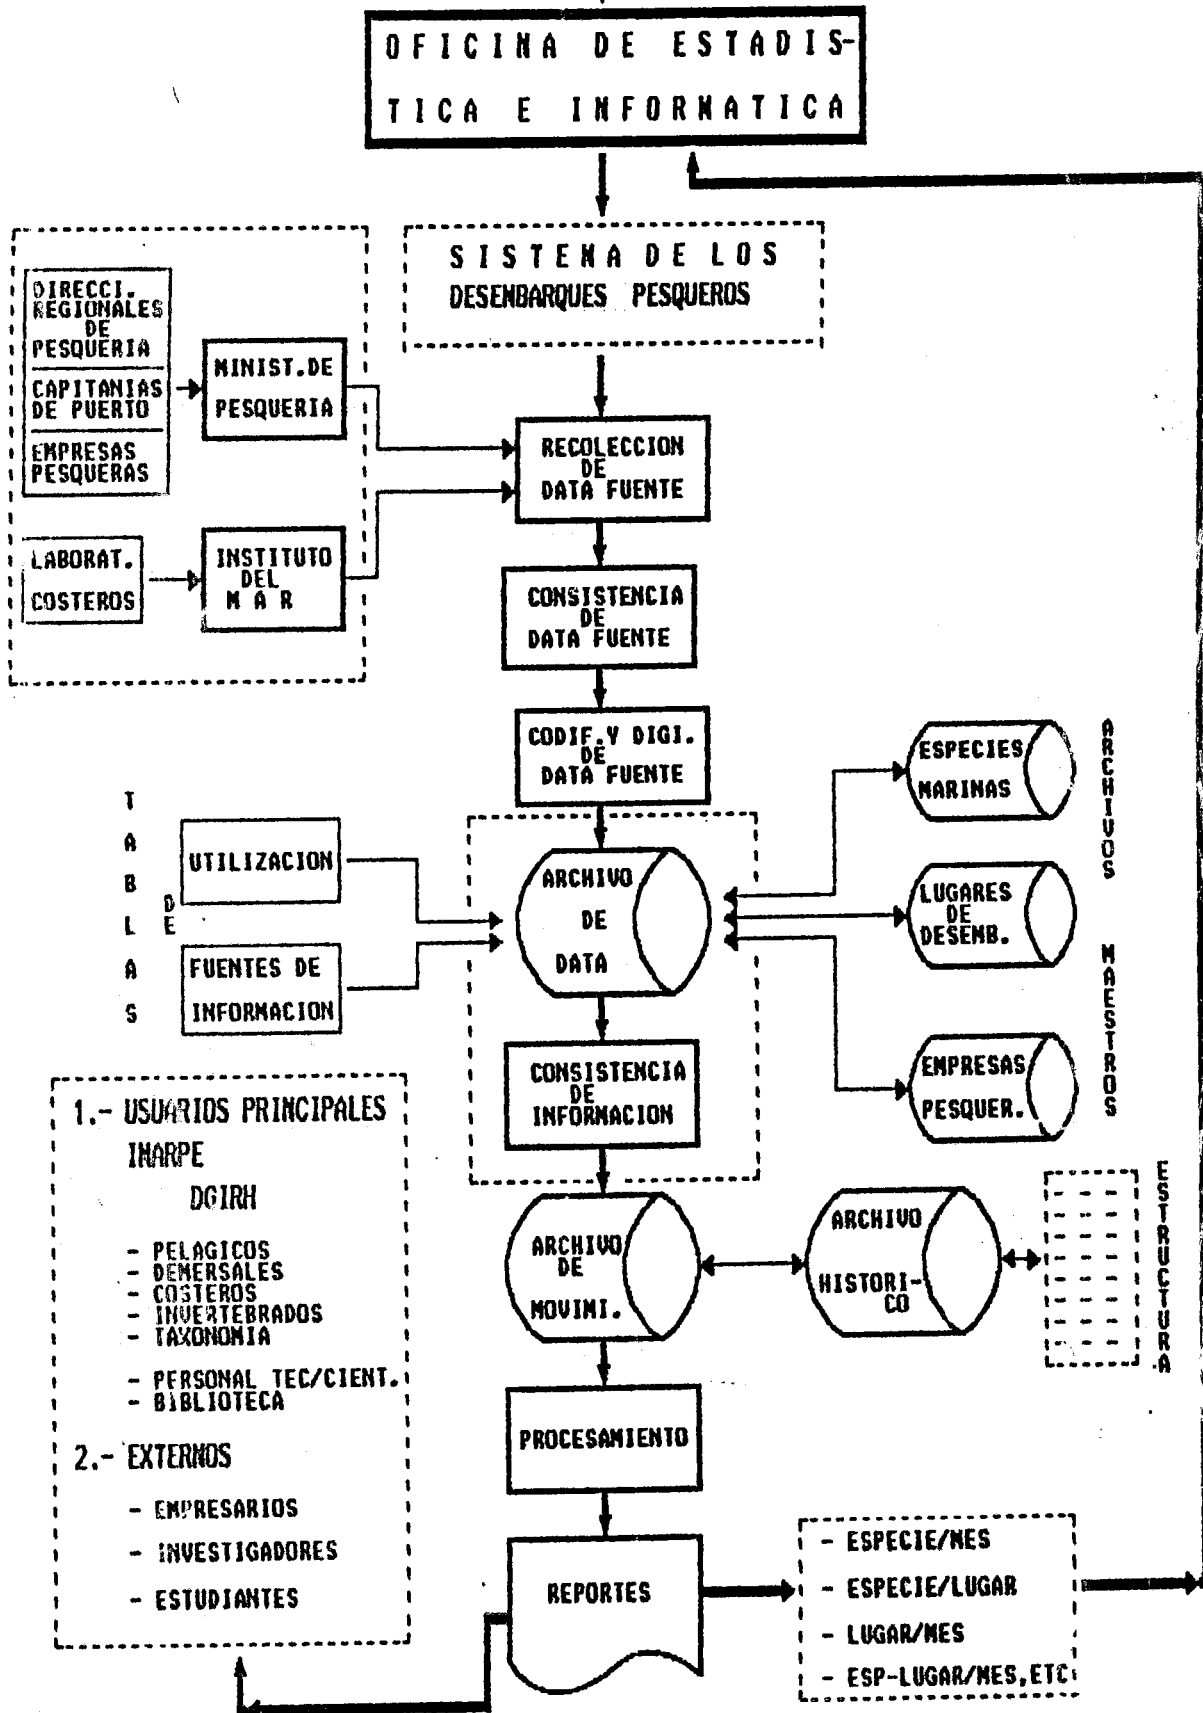 OFICINA DE ESTADIS-
TICA E INFORMATICA
SISTEMA DE LOS
DESEMBARQUES PESQUEROS
DIRECCI.
REGIONALES
DE
PESQUERIA
CAPITANIAS
DE PUERTO
EMPRESAS
PESQUERAS
MINIST.DE
PESQUERIA
LABORAT.
COSTEROS
INSTITUTO
DEL
MAR
RECOLECCION
DE
DATA FUENTE
CONSISTENCIA
DE
DATA FUENTE
CODIF.Y DIGI.
DE
DATA FUENTE
TABLAS
DE
UTILIZACION
FUENTES DE
INFORMACION
ARCHIVO
DE
DATA
ESPECIES
MARINAS
LUGARES
DE
DESEMB.
EMPRESAS
PESQUER.
ARCHIVOS MAESTROS
CONSISTENCIA
DE
INFORMACION
ARCHIVO
DE
MOVIMI.
ARCHIVO
HISTORI-
CO
ESTRUCTURA
1.- USUARIOS PRINCIPALES
IMARPE
DGIRH
- PELAGICOS
- DEMERSALES
- COSTEROS
- INVERTEBRADOS
- TAXONOMIA
- PERSONAL TEC/CIENT.
- BIBLIOTECA
2.- EXTERNOS
- EMPRESARIOS
- INVESTIGADORES
- ESTUDIANTES
PROCESAMIENTO
REPORTES
- ESPECIE/MES
- ESPECIE/LUGAR
- LUGAR/MES
- ESP-LUGAR/MES,ETC